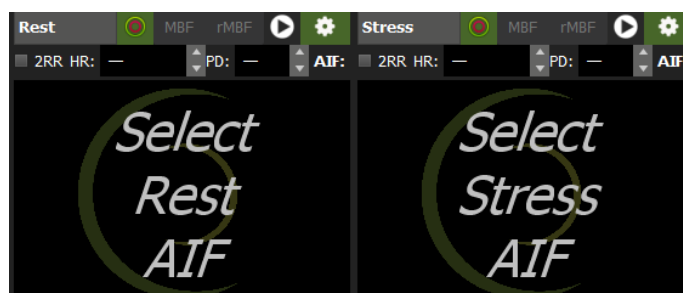 Rest MBF rMBF Stress MBF rMBF
2RR HR: — PD: — AIF: 2RR HR: — PD: — AIF
Select
Rest
AIF
Select
Stress
AIF